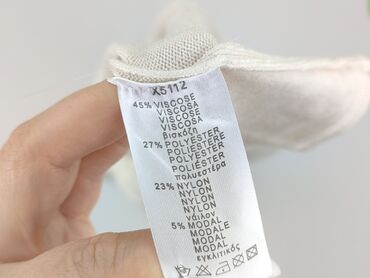 X5112
45% VISCOSE
VISCOSA
VISCOSE
VISCOSA
βισκόζη
27% POLYESTER
POLIESTERE
POLYESTER
POLIÉSTER
πολυεστέρα
23% NYLON
NYLON
NYLON
NYLON
νάιλον
5% MODAL
MODALE
MODAL
MODAL
εγκλιτικός